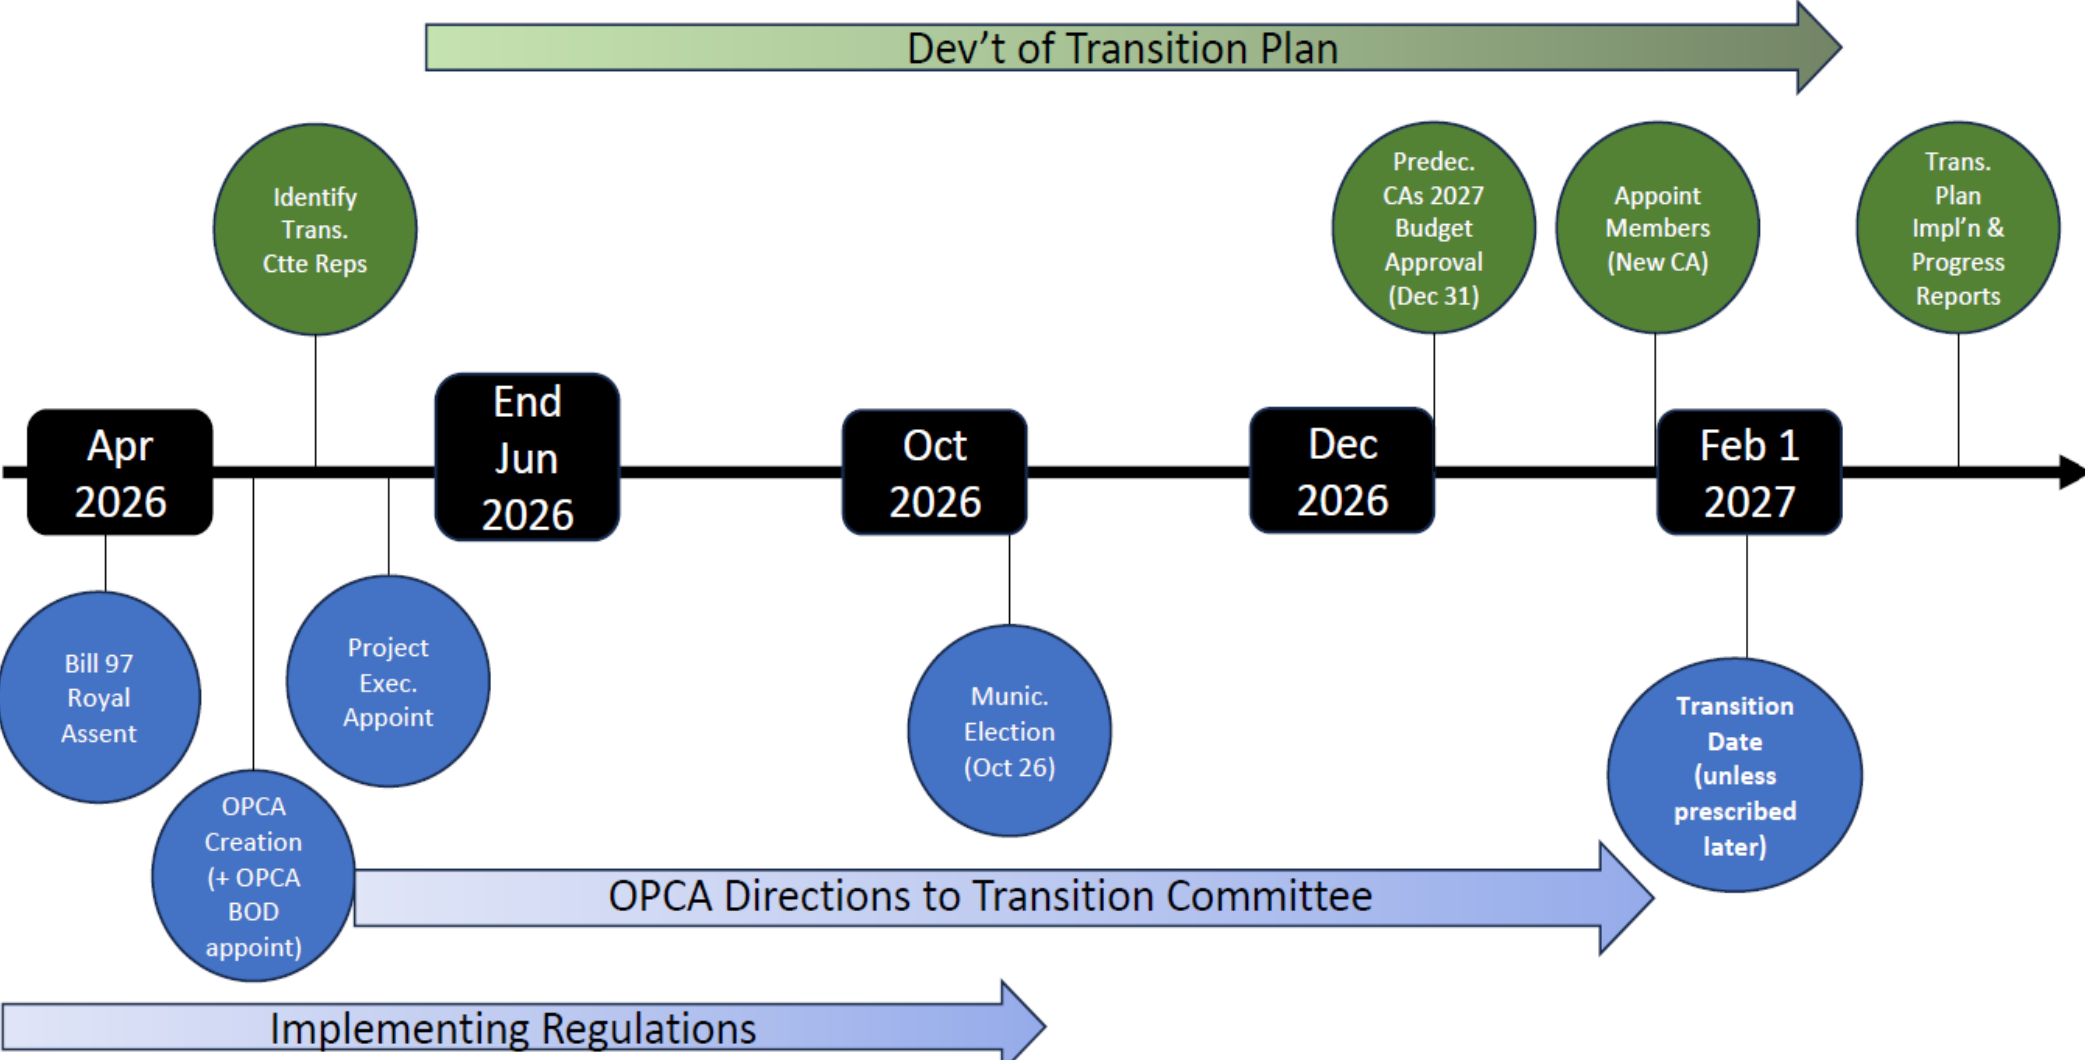 Dev't of Transition Plan
Identify
Trans.
Ctte Reps
Predec.
CAs 2027
Budget
Approval
(Dec 31)
Appoint
Members
(New CA)
Trans.
Plan
Impl'n &
Progress
Reports
Apr
2026
End
Jun
2026
Oct
2026
Dec
2026
Feb 1
2027
Bill 97
Royal
Assent
OPCA
Creation
(+ OPCA
BOD
appoint)
Project
Exec.
Appoint
Munic.
Election
(Oct 26)
Transition
Date
(unless
prescribed
later)
OPCA Directions to Transition Committee
Implementing Regulations